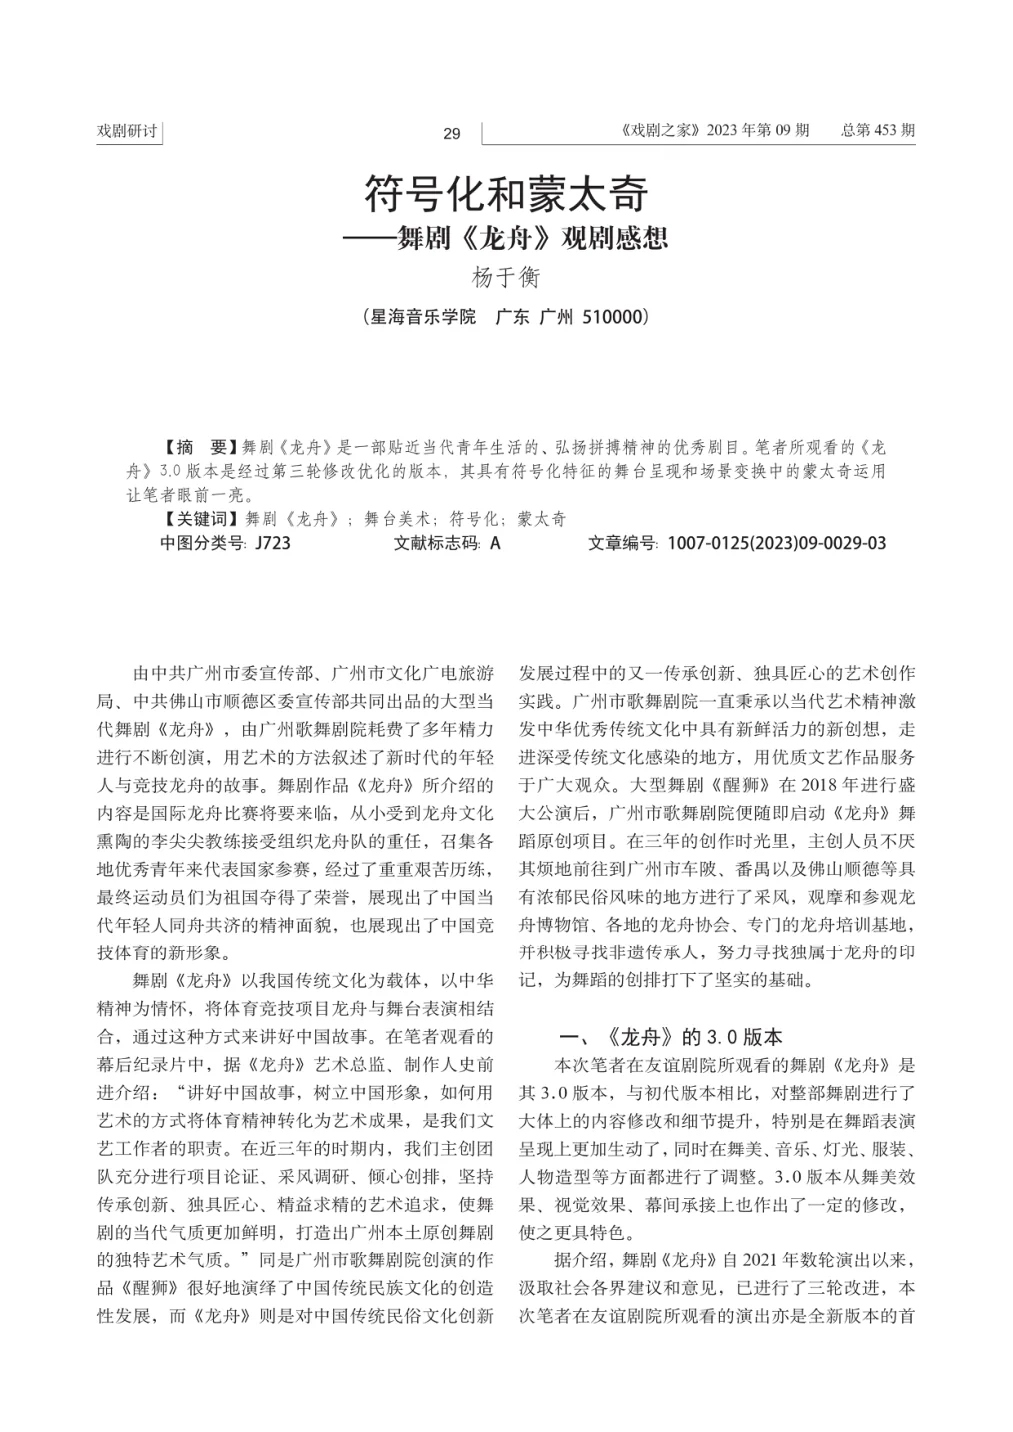 戏剧研讨
29
《戏剧之家》2023 年第 09 期　　总第 453 期
符号化和蒙太奇
——舞剧《龙舟》观剧感想
杨于衡
（星海音乐学院　广东 广州 510000）
【摘　要】舞剧《龙舟》是一部贴近当代青年生活的、弘扬拼搏精神的优秀剧目。笔者所观看的《龙
舟》3.0 版本是经过第三轮修改优化的版本，其具有符号化特征的舞台呈现和场景变换中的蒙太奇运用
让笔者眼前一亮。
【关键词】舞剧《龙舟》；舞台美术；符号化；蒙太奇
中图分类号：J723　　文献标志码：A　　文章编号：1007-0125(2023)09-0029-03
由中共广州市委宣传部、广州市文化广电旅游
局、中共佛山市顺德区委宣传部共同出品的大型当
代舞剧《龙舟》，由广州歌舞剧院耗费了多年精力
进行不断创演，用艺术的方法叙述了新时代的年轻
人与竞技龙舟的故事。舞剧作品《龙舟》所介绍的
内容是国际龙舟比赛将要来临，从小受到龙舟文化
熏陶的李尖尖教练接受组织龙舟队的重任，召集各
地优秀青年来代表国家参赛，经过了重重艰苦历练，
最终运动员们为祖国夺得了荣誉，展现出了中国当
代年轻人同舟共济的精神面貌，也展现出了中国竞
技体育的新形象。
舞剧《龙舟》以我国传统文化为载体，以中华
精神为情怀，将体育竞技项目龙舟与舞台表演相结
合，通过这种方式来讲好中国故事。在笔者观看的
幕后纪录片中，据《龙舟》艺术总监、制作人史前
进介绍：“讲好中国故事，树立中国形象，如何用
艺术的方式将体育精神转化为艺术成果，是我们文
艺工作者的职责。在近三年的时期内，我们主创团
队充分进行项目论证、采风调研、倾心创排，坚持
传承创新、独具匠心、精益求精的艺术追求，使舞
剧的当代气质更加鲜明，打造出广州本土原创舞剧
的独特艺术气质。”同是广州市歌舞剧院创演的作
品《醒狮》很好地演绎了中国传统民族文化的创造
性发展，而《龙舟》则是对中国传统民俗文化创新
发展过程中的又一传承创新、独具匠心的艺术创作
实践。广州市歌舞剧院一直秉承以当代艺术精神激
发中华优秀传统文化中具有新鲜活力的新创想，走
进深受传统文化感染的地方，用优质文艺作品服务
于广大观众。大型舞剧《醒狮》在 2018 年进行盛
大公演后，广州市歌舞剧院便随即启动《龙舟》舞
蹈原创项目。在三年的创作时光里，主创人员不厌
其烦地前往到广州市车陂、番禺以及佛山顺德等具
有浓郁民俗风味的地方进行了采风，观摩和参观龙
舟博物馆、各地的龙舟协会、专门的龙舟培训基地，
并积极寻找非遗传承人，努力寻找独属于龙舟的印
记，为舞蹈的创排打下了坚实的基础。
一、《龙舟》的 3.0 版本
本次笔者在友谊剧院所观看的舞剧《龙舟》是
其 3.0 版本，与初代版本相比，对整部舞剧进行了
大体上的内容修改和细节提升，特别是在舞蹈表演
呈现上更加生动了，同时在舞美、音乐、灯光、服装、
人物造型等方面都进行了调整。3.0 版本从舞美效
果、视觉效果、幕间承接上也作出了一定的修改，
使之更具特色。
据介绍，舞剧《龙舟》自 2021 年数轮演出以来，
汲取社会各界建议和意见，已进行了三轮改进，本
次笔者在友谊剧院所观看的演出亦是全新版本的首